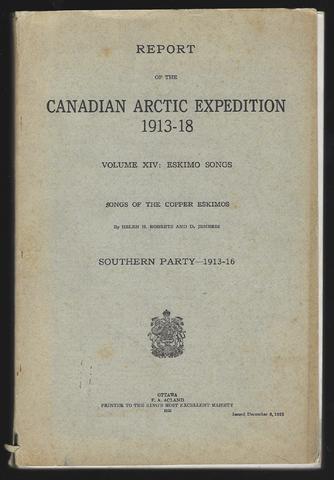 REPORT
OF THE
CANADIAN ARCTIC EXPEDITION
1913-18
VOLUME XIV: ESKIMO SONGS
SONGS OF THE COPPER ESKIMOS
By HELEN H. ROBERTS AND D. JENNESS
SOUTHERN PARTY—1913-16
OTTAWA
F. A. ACLAND
PRINTER TO THE KING'S MOST EXCELLENT MAJESTY
1925
Issued December 8, 1925